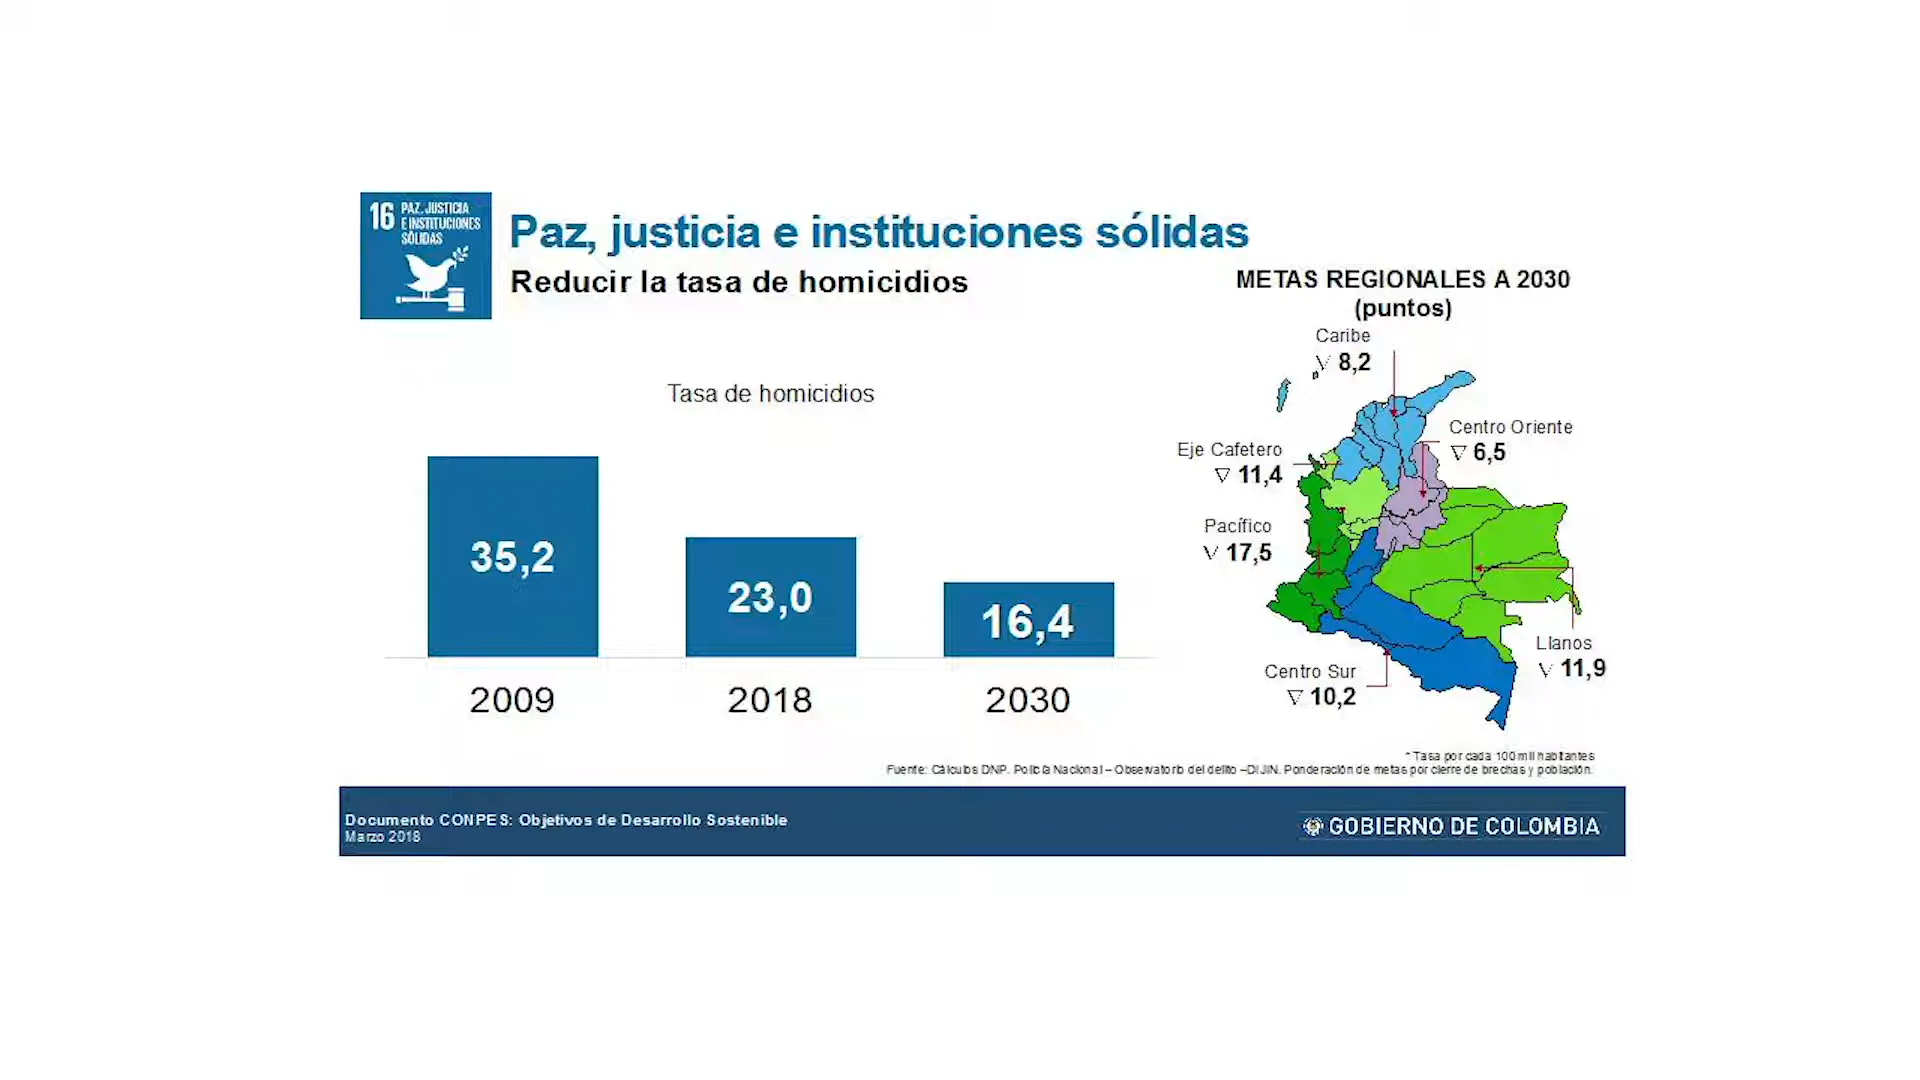 16 PAZ, JUSTICIA
E INSTITUCIONES
SÓLIDAS
Paz, justicia e instituciones sólidas
Reducir la tasa de homicidios
METAS REGIONALES A 2030
(puntos)
Caribe
▽ 8,2
Tasa de homicidios
Centro Oriente
▽ 6,5
Eje Cafetero
▽ 11,4
Pacífico
▽ 17,5
35,2
23,0
16,4
Llanos
▽ 11,9
Centro Sur
▽ 10,2
2009
2018
2030
* Tasa por cada 100 mil habitantes
Fuente: Cálculos DNP. Policía Nacional – Observatorio del delito –DIJIN. Ponderación de metas por cierre de brechas y población.
Documento CONPES: Objetivos de Desarrollo Sostenible
Marzo 2018
GOBIERNO DE COLOMBIA